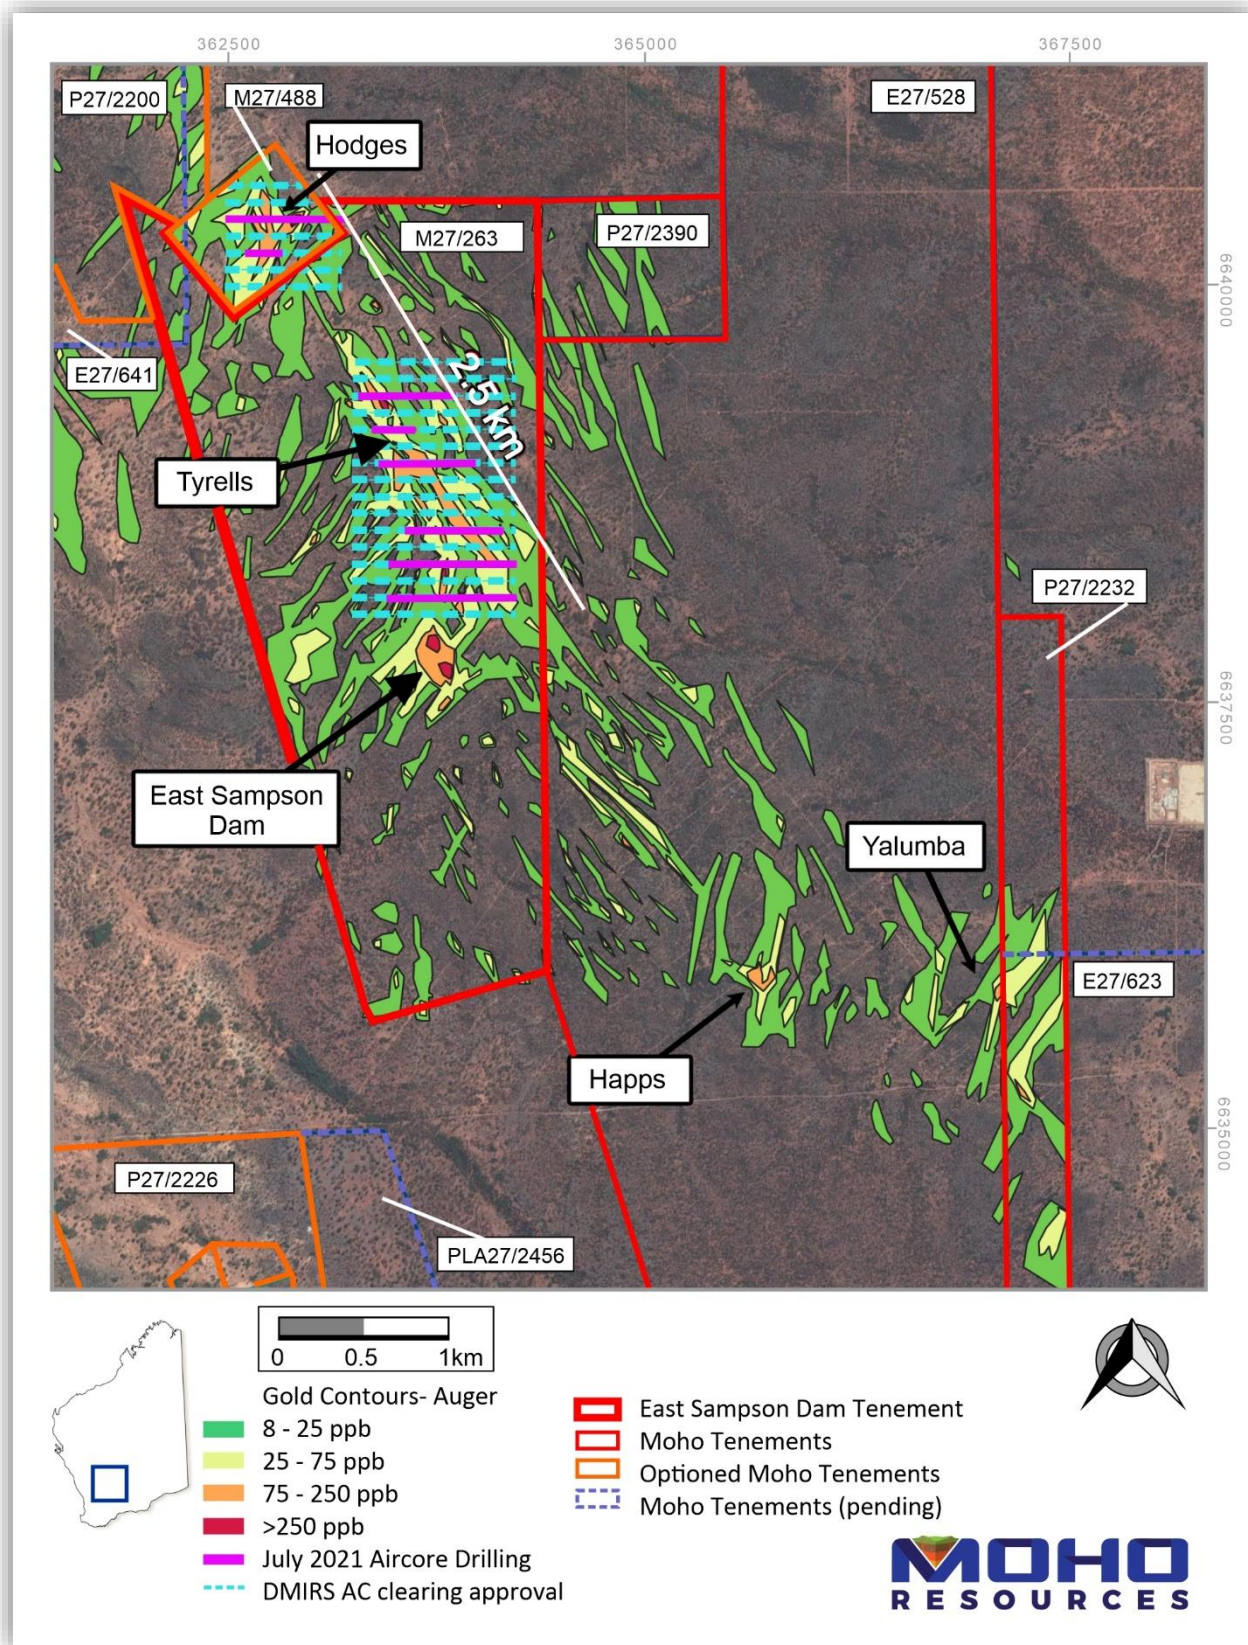 362500
365000
367500
P27/2200
M27/488
E27/528
Hodges
M27/263
P27/2390
6640000
E27/641
2.5 km
Tyrells
P27/2232
6637500
East Sampson
Dam
Yalumba
E27/623
Happs
6635000
P27/2226
PLA27/2456
0 0.5 1km
Gold Contours- Auger
8 - 25 ppb
25 - 75 ppb
75 - 250 ppb
>250 ppb
July 2021 Aircore Drilling
DMIRS AC clearing approval
East Sampson Dam Tenement
Moho Tenements
Optioned Moho Tenements
Moho Tenements (pending)
MOHO
RESOURCES